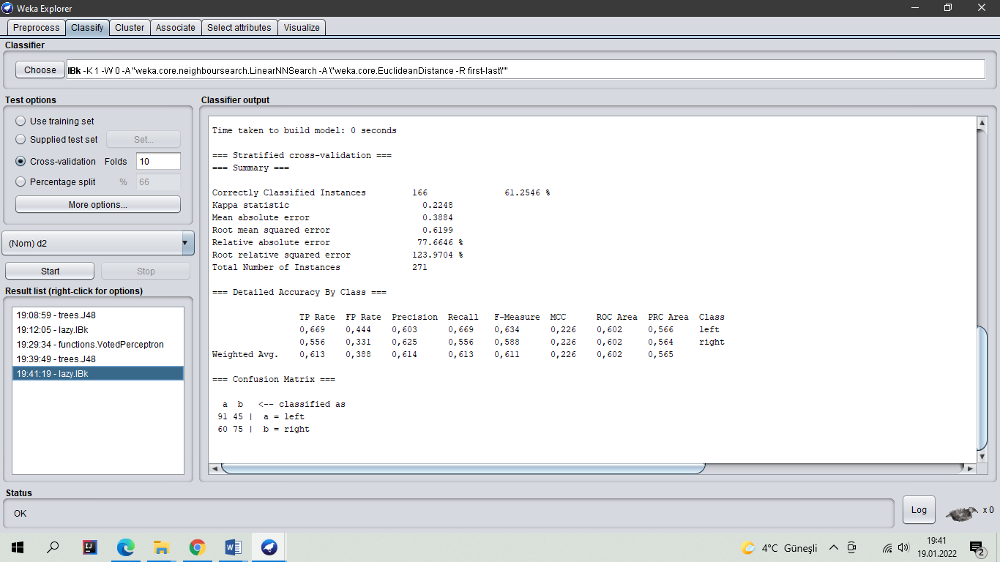 Weka Explorer
Preprocess Classify Cluster Associate Select attributes Visualize
Classifier
Choose IBk -K 1 -W 0 -A "weka.core.neighboursearch.LinearNNSearch -A \"weka.core.EuclideanDistance -R first-last\""
Test options
Use training set
Supplied test set Set...
Cross-validation Folds 10
Percentage split % 66
More options...
(Nom) d2
Start Stop
Result list (right-click for options)
19:08:59 - trees.J48
19:12:05 - lazy.IBk
19:29:34 - functions.VotedPerceptron
19:39:49 - trees.J48
19:41:19 - lazy.IBk
Classifier output
Time taken to build model: 0 seconds
=== Stratified cross-validation ===
=== Summary ===
Correctly Classified Instances 166 61.2546 %
Kappa statistic 0.2248
Mean absolute error 0.3884
Root mean squared error 0.6199
Relative absolute error 77.6646 %
Root relative squared error 123.9704 %
Total Number of Instances 271
=== Detailed Accuracy By Class ===
TP Rate FP Rate Precision Recall F-Measure MCC ROC Area PRC Area Class
0,669 0,444 0,603 0,669 0,634 0,226 0,602 0,566 left
0,556 0,331 0,625 0,556 0,588 0,226 0,602 0,564 right
Weighted Avg. 0,613 0,388 0,614 0,613 0,611 0,226 0,602 0,565
=== Confusion Matrix ===
a b <-- classified as
91 45 | a = left
60 75 | b = right
Status
OK
Log
x 0
4°C Güneşli
19:41
19.01.2022
2